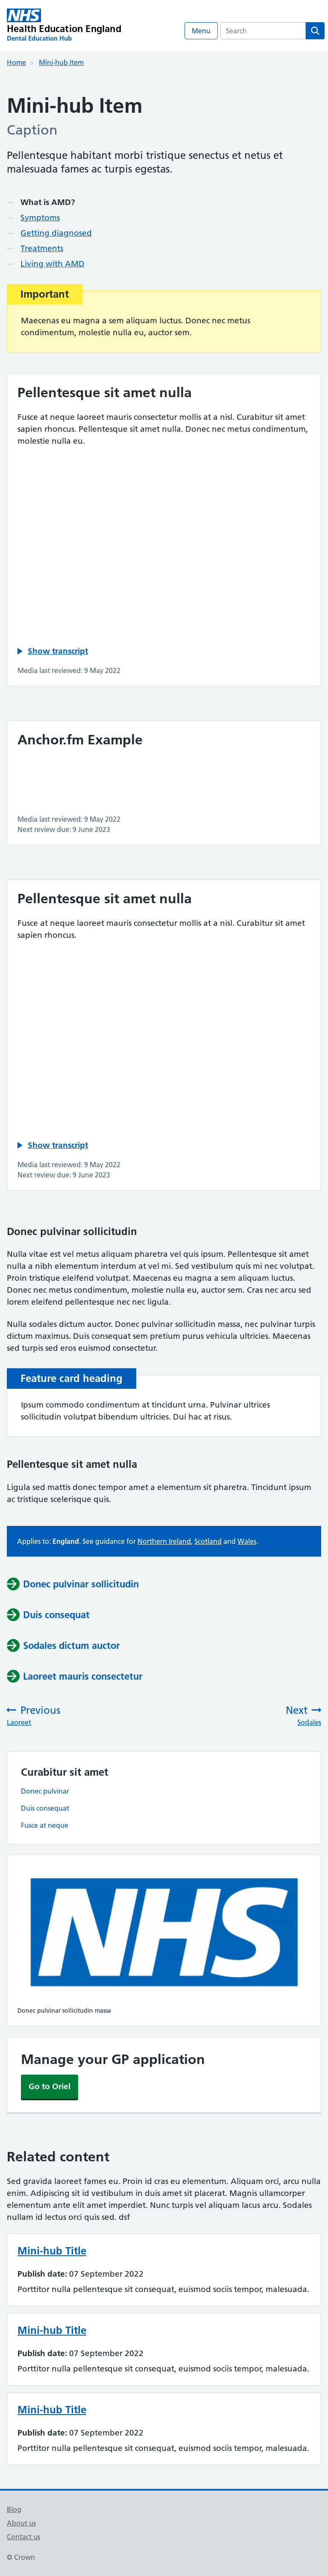 NHS
Health Education England
Dental Education Hub
Menu
Search
Home
Mini-hub Item
Mini-hub Item
Caption
Pellentesque habitant morbi tristique senectus et netus et
malesuada fames ac turpis egestas.
What is AMD?
Symptoms
Getting diagnosed
Treatments
Living with AMD
Important
Maecenas eu magna a sem aliquam luctus. Donec nec metus
condimentum, molestie nulla eu, auctor sem.
Pellentesque sit amet nulla
Fusce at neque laoreet mauris consectetur mollis at a nisl. Curabitur sit amet
sapien rhoncus. Pellentesque sit amet nulla. Donec nec metus condimentum,
molestie nulla eu.
Show transcript
Media last reviewed: 9 May 2022
Anchor.fm Example
Media last reviewed: 9 May 2022
Next review due: 9 June 2023
Pellentesque sit amet nulla
Fusce at neque laoreet mauris consectetur mollis at a nisl. Curabitur sit amet
sapien rhoncus.
Show transcript
Media last reviewed: 9 May 2022
Next review due: 9 June 2023
Donec pulvinar sollicitudin
Nulla vitae est vel metus aliquam pharetra vel quis ipsum. Pellentesque sit amet
nulla a nibh elementum interdum at vel mi. Sed vestibulum quis mi nec volutpat.
Proin tristique eleifend volutpat. Maecenas eu magna a sem aliquam luctus.
Donec nec metus condimentum, molestie nulla eu, auctor sem. Cras nec arcu sed
lorem eleifend pellentesque nec nec ligula.
Nulla sodales dictum auctor. Donec pulvinar sollicitudin massa, nec pulvinar turpis
dictum maximus. Duis consequat sem pretium purus vehicula ultricies. Maecenas
sed turpis sed eros euismod consectetur.
Feature card heading
Ipsum commodo condimentum at tincidunt urna. Pulvinar ultrices
sollicitudin volutpat bibendum ultricies. Dui hac at risus.
Pellentesque sit amet nulla
Ligula sed mattis donec tempor amet a elementum sit pharetra. Tincidunt ipsum
ac tristique scelerisque quis.
Applies to: England. See guidance for Northern Ireland, Scotland and Wales.
Donec pulvinar sollicitudin
Duis consequat
Sodales dictum auctor
Laoreet mauris consectetur
Previous
Laoreet
Next
Sodales
Curabitur sit amet
Donec pulvinar
Duis consequat
Fusce at neque
NHS
Donec pulvinar sollicitudin massa
Manage your GP application
Go to Oriel
Related content
Sed gravida laoreet fames eu. Proin id cras eu elementum. Aliquam orci, arcu nulla
enim. Adipiscing sit id vestibulum in duis amet sit placerat. Magnis ullamcorper
elementum ante elit amet imperdiet. Nunc turpis vel aliquam lacus arcu. Sodales
nullam id lectus orci quis sed. dsf
Mini-hub Title
Publish date: 07 September 2022
Porttitor nulla pellentesque sit consequat, euismod sociis tempor, malesuada.
Mini-hub Title
Publish date: 07 September 2022
Porttitor nulla pellentesque sit consequat, euismod sociis tempor, malesuada.
Mini-hub Title
Publish date: 07 September 2022
Porttitor nulla pellentesque sit consequat, euismod sociis tempor, malesuada.
Blog
About us
Contact us
© Crown